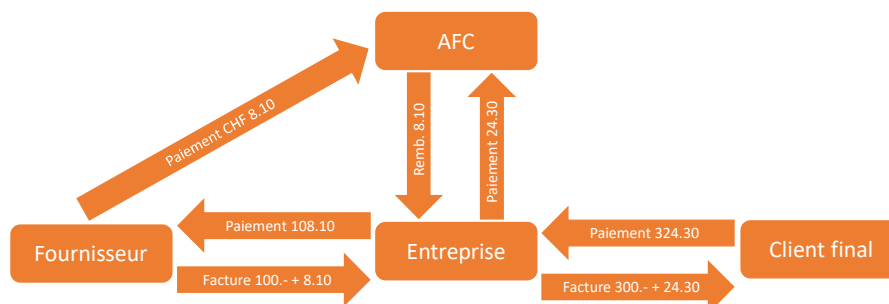 AFC
Paiement CHF 8.10
Remb. 8.10
Paiement 24.30
Fournisseur
Paiement 108.10
Facture 100.- + 8.10
Entreprise
Paiement 324.30
Facture 300.- + 24.30
Client final